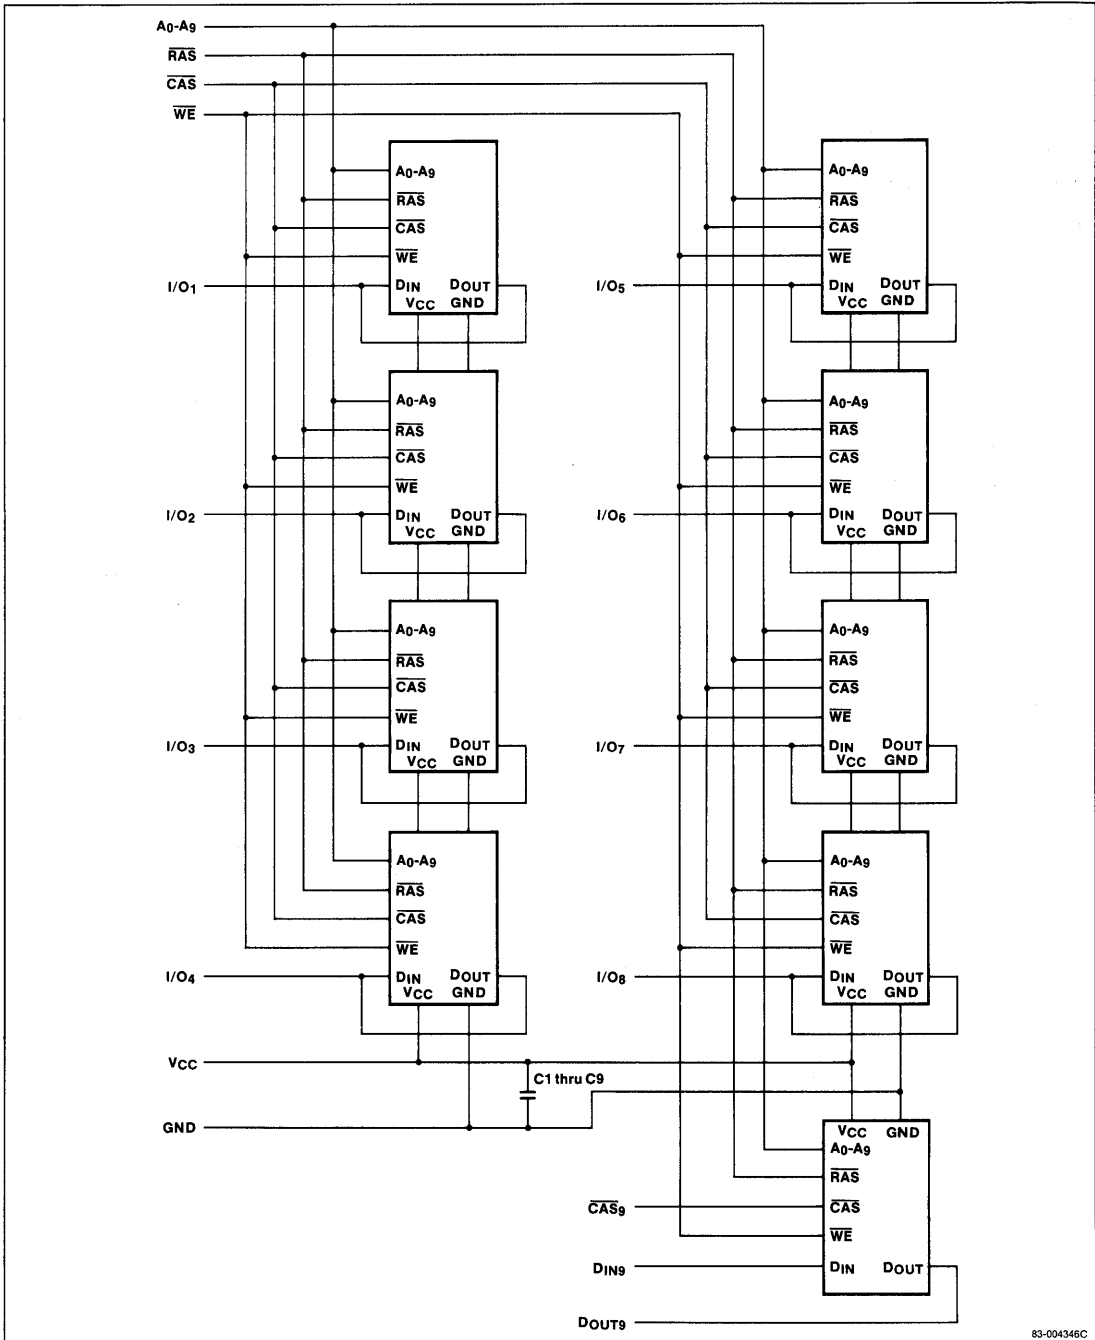 A0-A9
RAS
CAS
WE
A0-A9
RAS
CAS
WE
I/O1
DIN DOUT
VCC GND
A0-A9
RAS
CAS
WE
I/O5
DIN DOUT
VCC GND
A0-A9
RAS
CAS
WE
I/O2
DIN DOUT
VCC GND
A0-A9
RAS
CAS
WE
I/O6
DIN DOUT
VCC GND
A0-A9
RAS
CAS
WE
I/O3
DIN DOUT
VCC GND
A0-A9
RAS
CAS
WE
I/O7
DIN DOUT
VCC GND
A0-A9
RAS
CAS
WE
I/O4
DIN DOUT
VCC GND
A0-A9
RAS
CAS
WE
I/O8
DIN DOUT
VCC GND
VCC
C1 thru C9
GND
VCC GND
A0-A9
RAS
CAS9
CAS
WE
DIN9
DIN DOUT
DOUT9
83-004346C